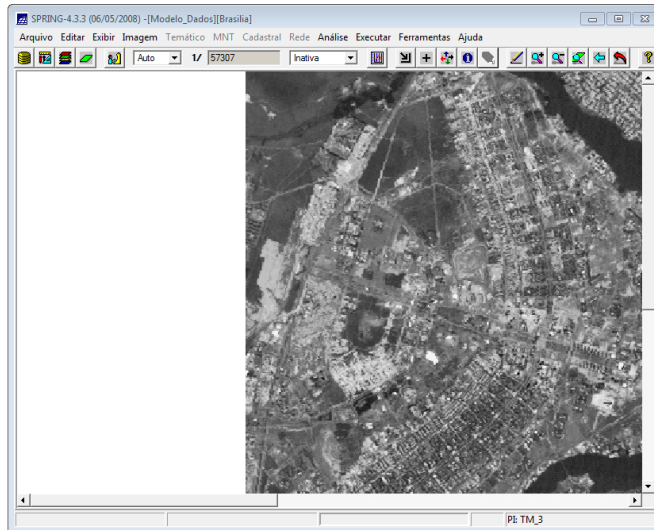 SPRING-4.3.3 (06/05/2008) -[Modelo_Dados][Brasilia]
Arquivo Editar Exibir Imagem Temático MNT Cadastral Rede Análise Executar Ferramentas Ajuda
Auto 1/ 57307 Inativa
PI: TM_3